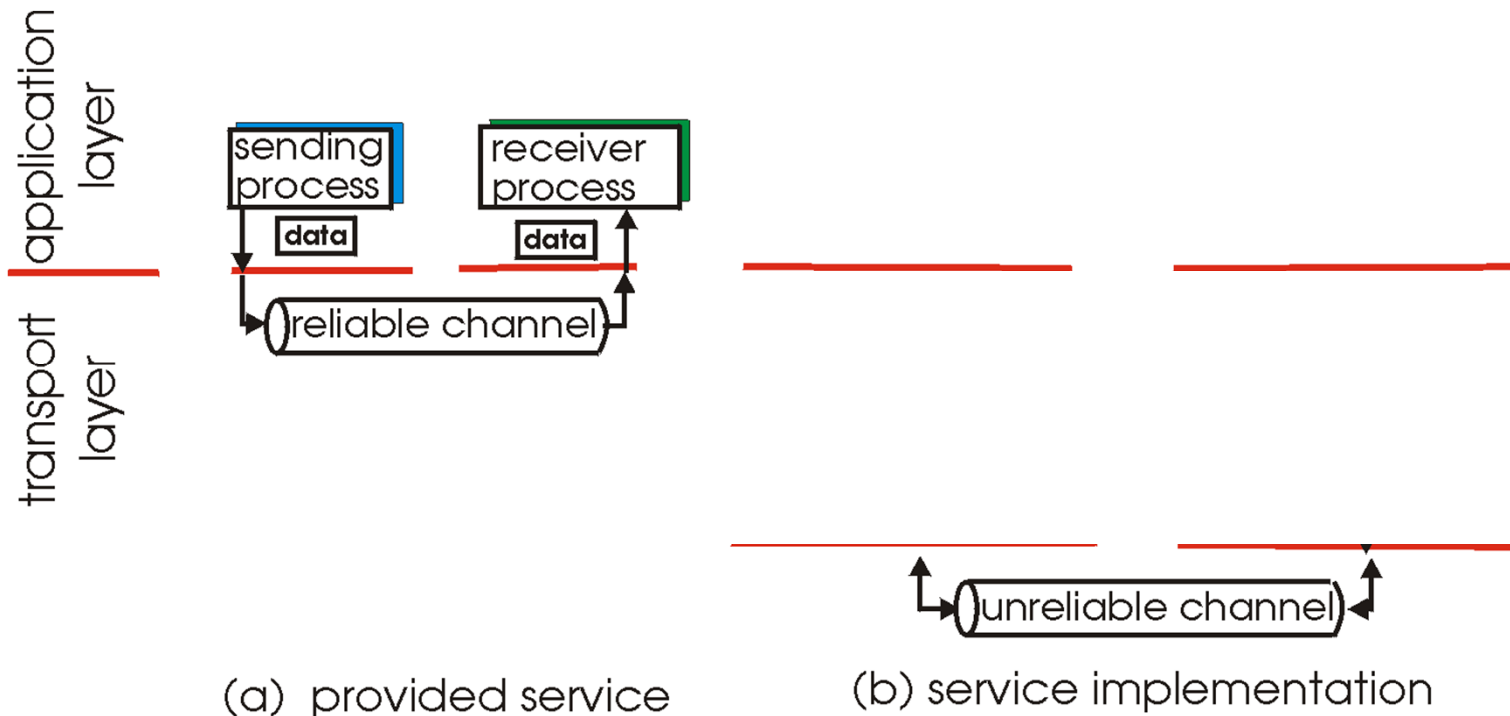 application
layer
transport
layer
sending
process
receiver
process
data
data
reliable channel
unreliable channel
(a) provided service
(b) service implementation